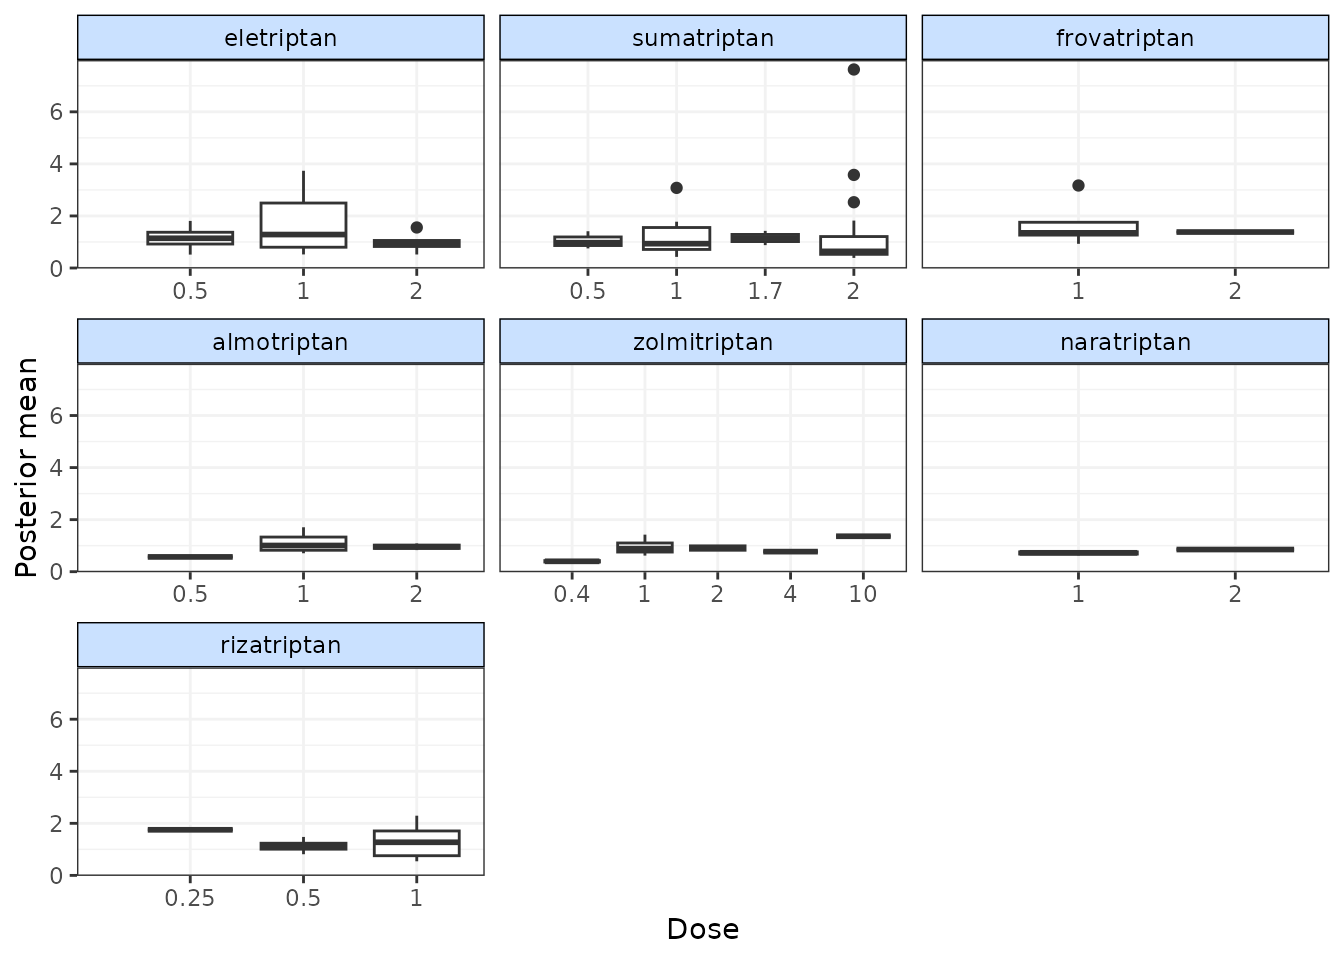 eletriptan sumatriptan frovatriptan
6
4
2
0
0.5 1 2 0.5 1 1.7 2 1 2
almotriptan zolmitriptan naratriptan
6
4
2
0
0.5 1 2 0.4 1 2 4 10 1 2
Posterior mean
rizatriptan
6
4
2
0
0.25 0.5 1
Dose